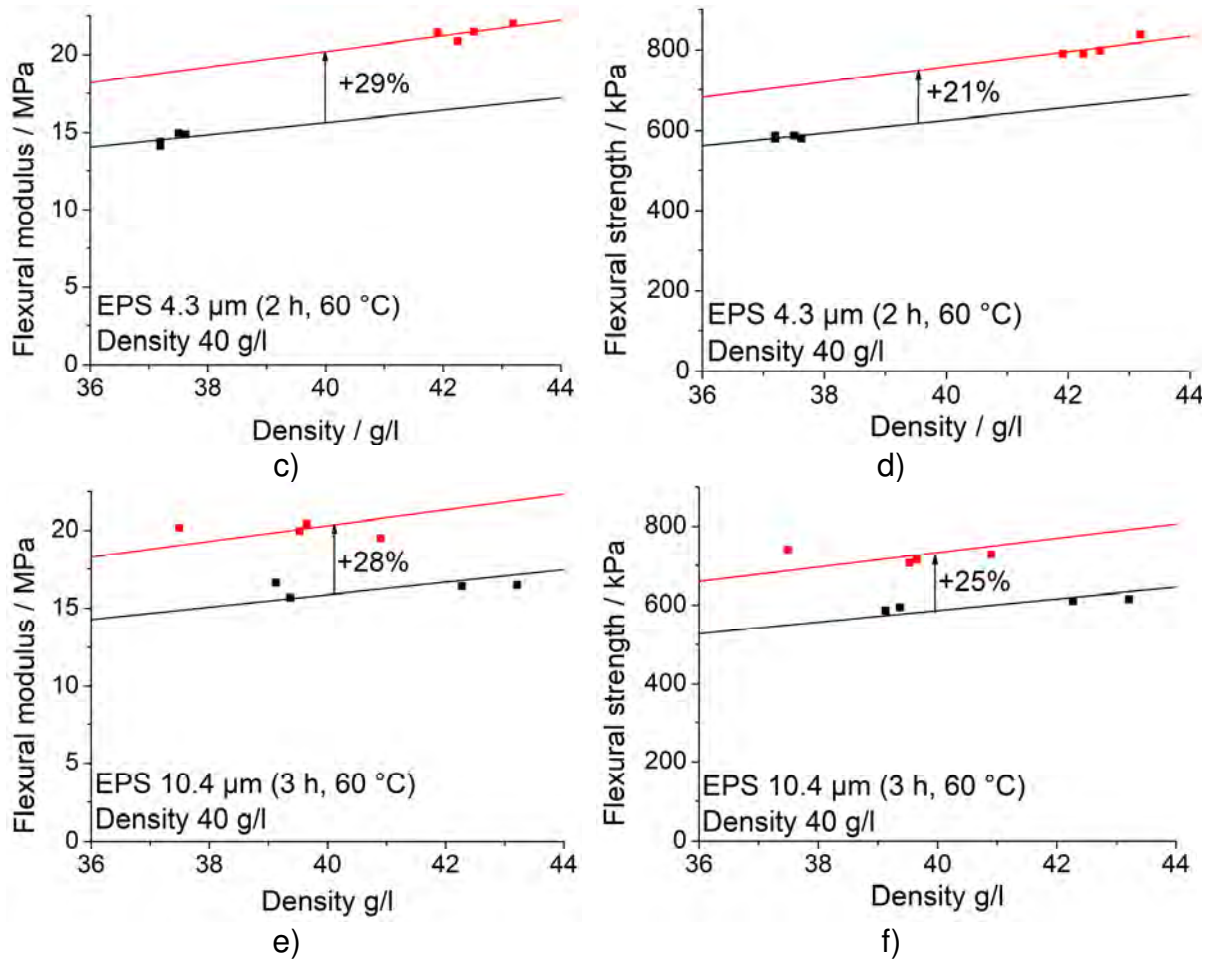 Flexural modulus / MPa
20
15
10
5
0
+29%
EPS 4.3 µm (2 h, 60 °C)
Density 40 g/l
36 38 40 42 44
Density / g/l
c)
Flexural strength / kPa
800
600
400
200
0
+21%
EPS 4.3 µm (2 h, 60 °C)
Density 40 g/l
36 38 40 42 44
Density / g/l
d)
Flexural modulus / MPa
20
15
10
5
0
+28%
EPS 10.4 µm (3 h, 60 °C)
Density 40 g/l
36 38 40 42 44
Density g/l
e)
Flexural strength / kPa
800
600
400
200
0
+25%
EPS 10.4 µm (3 h, 60 °C)
Density 40 g/l
36 38 40 42 44
Density g/l
f)